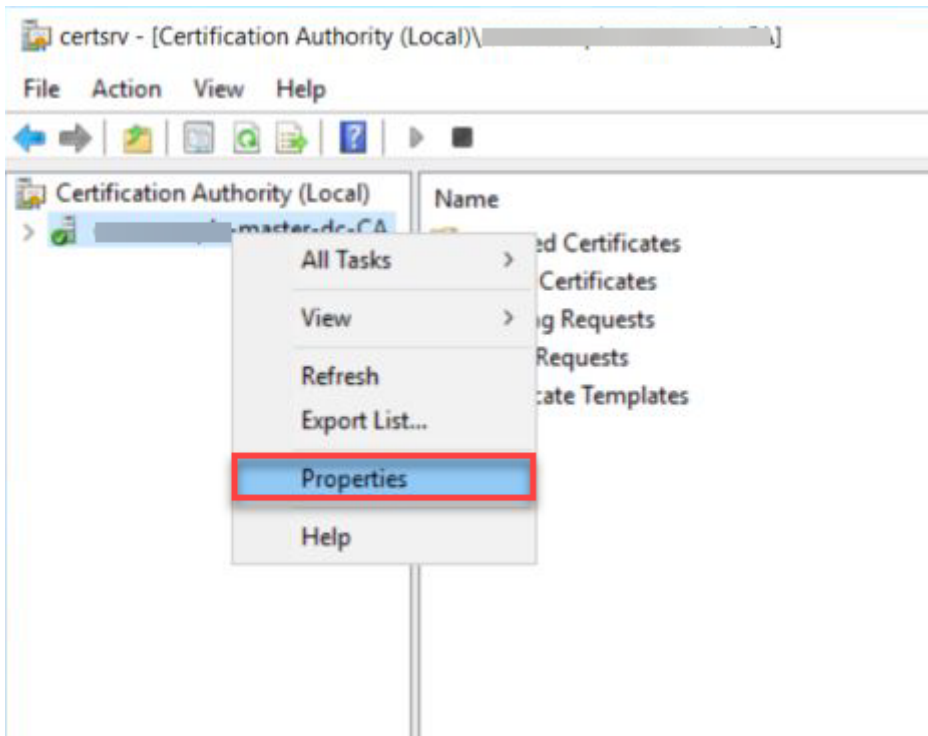 certsrv - [Certification Authority (Local)\
File Action View Help
Certification Authority (Local)
-master-dc-CA
All Tasks
View
Refresh
Export List...
Properties
Help
Name
ed Certificates
Certificates
ng Requests
Requests
cate Templates